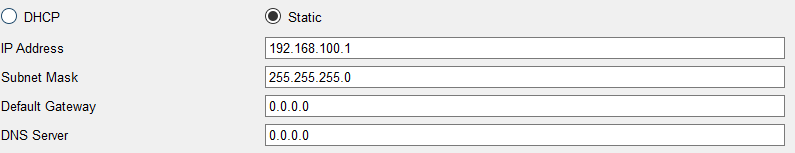 DHCP Static
IP Address 192.168.100.1
Subnet Mask 255.255.255.0
Default Gateway 0.0.0.0
DNS Server 0.0.0.0